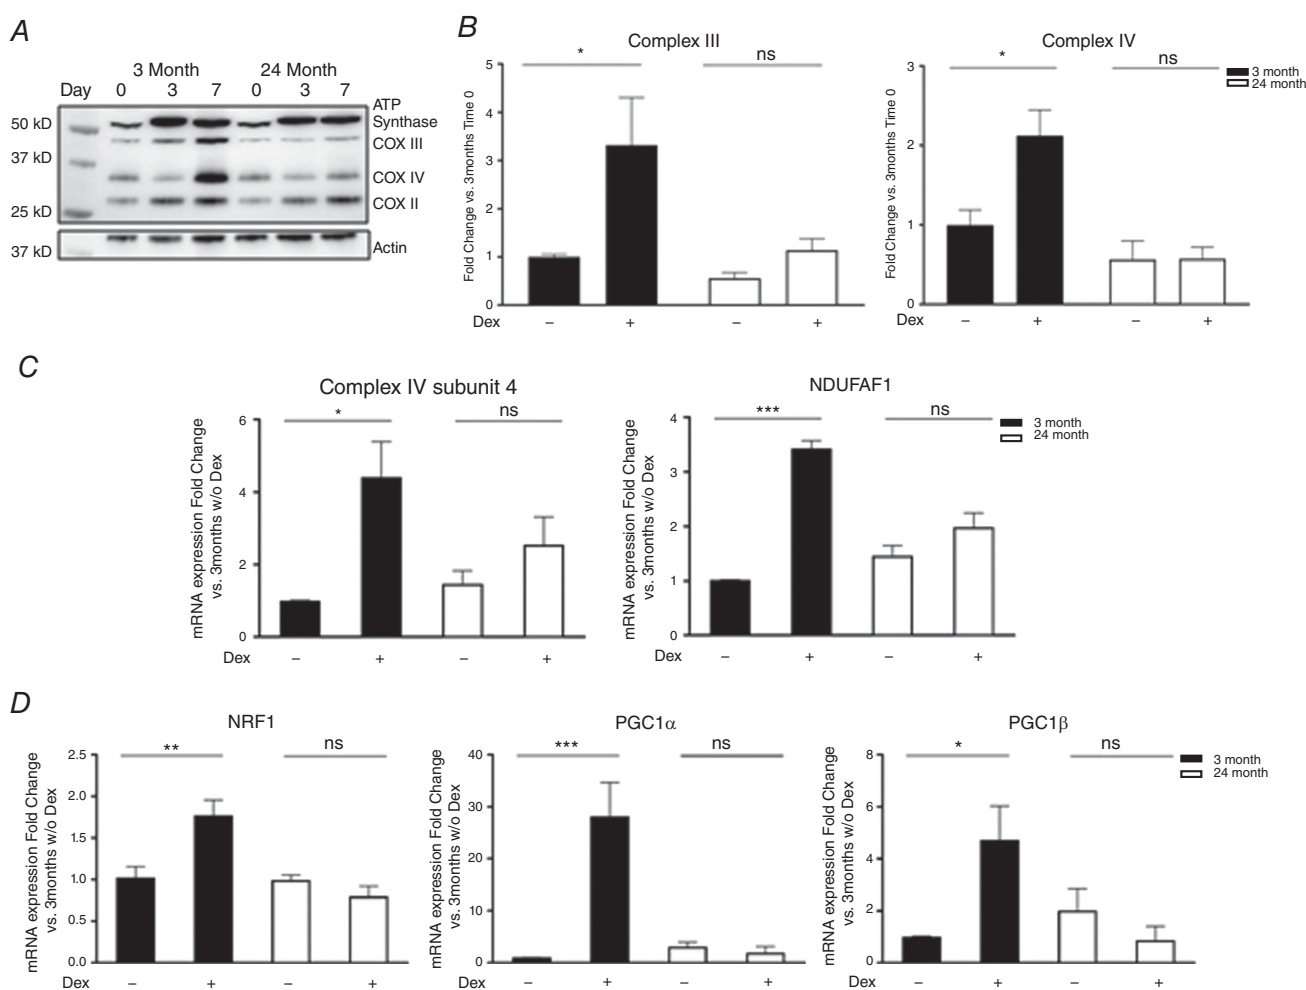 A
3 Month 24 Month
Day 0 3 7 0 3 7
ATP
Synthase
50 kD
COX III
37 kD
COX IV
COX II
25 kD
Actin
37 kD
B
Complex III
* ns
Fold Change vs. 3months Time 0
5
4
3
2
1
0
Dex – + – +
Complex IV
* ns
Fold Change vs. 3months Time 0
3
2
1
0
Dex – + – +
3 month
24 month
C
Complex IV subunit 4
* ns
mRNA expression Fold Change
vs. 3months w/o Dex
6
4
2
0
Dex – + – +
NDUFAF1
*** ns
mRNA expression Fold Change
vs. 3months w/o Dex
4
3
2
1
0
Dex – + – +
3 month
24 month
D
NRF1
** ns
mRNA expression Fold Change
vs. 3months w/o Dex
2.5
2.0
1.5
1.0
0.5
0.0
Dex – + – +
PGC1α
*** ns
mRNA expression Fold Change
vs. 3months w/o Dex
40
30
20
10
0
Dex – + – +
PGC1β
* ns
mRNA expression Fold Change
vs. 3months w/o Dex
8
6
4
2
0
Dex – + – +
3 month
24 month